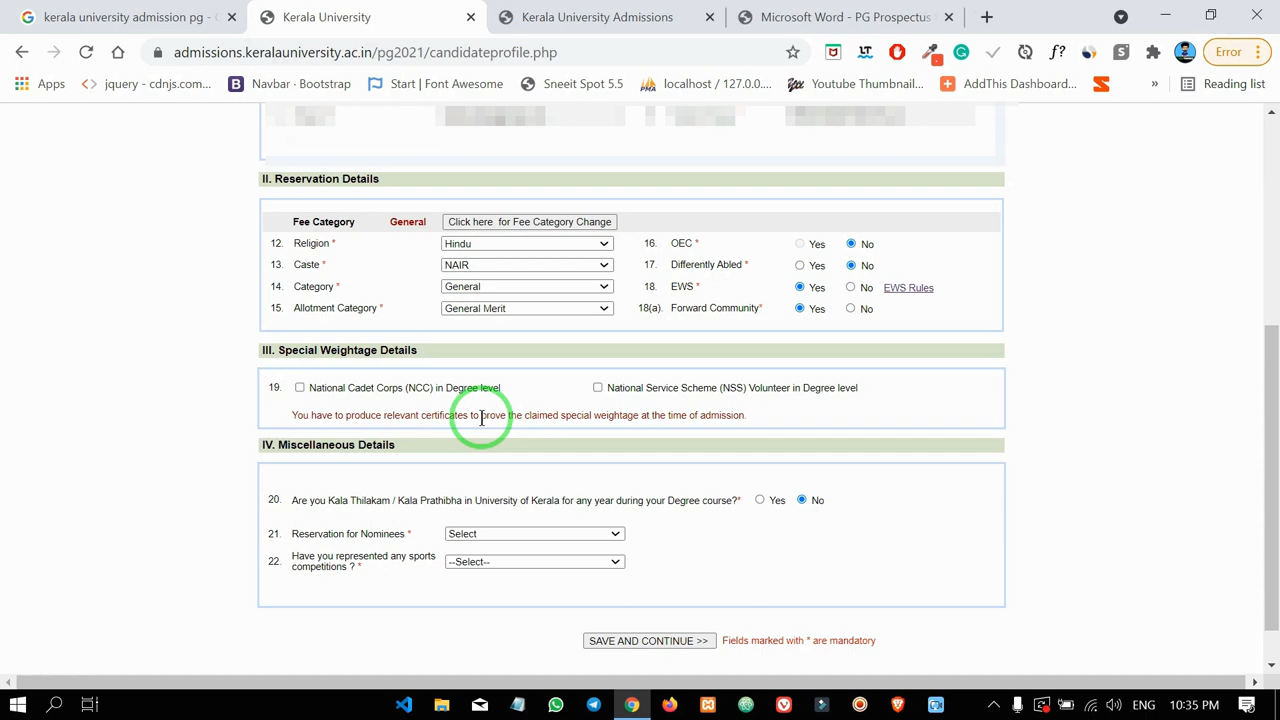 kerala university admission pg -
Kerala University
Kerala University Admissions
Microsoft Word - PG Prospectus
admissions.keralauniversity.ac.in/pg2021/candidateprofile.php
Error
Apps
jquery - cdnjs.com...
Navbar · Bootstrap
Start | Font Awesome
Sneeit Spot 5.5
localhost / 127.0.0....
Youtube Thumbnail...
AddThis Dashboard...
»
Reading list
II. Reservation Details
Fee Category General Click here for Fee Category Change
12. Religion * Hindu 16. OEC * Yes No
13. Caste * NAIR 17. Differently Abled * Yes No
14. Category * General 18. EWS * Yes No EWS Rules
15. Allotment Category * General Merit 18(a). Forward Community* Yes No
III. Special Weightage Details
19. National Cadet Corps (NCC) in Degree level National Service Scheme (NSS) Volunteer in Degree level
You have to produce relevant certificates to prove the claimed special weightage at the time of admission.
IV. Miscellaneous Details
20. Are you Kala Thilakam / Kala Prathibha in University of Kerala for any year during your Degree course?* Yes No
21. Reservation for Nominees * Select
22. Have you represented any sports competitions ? * --Select--
SAVE AND CONTINUE >> Fields marked with * are mandatory
ENG 10:35 PM